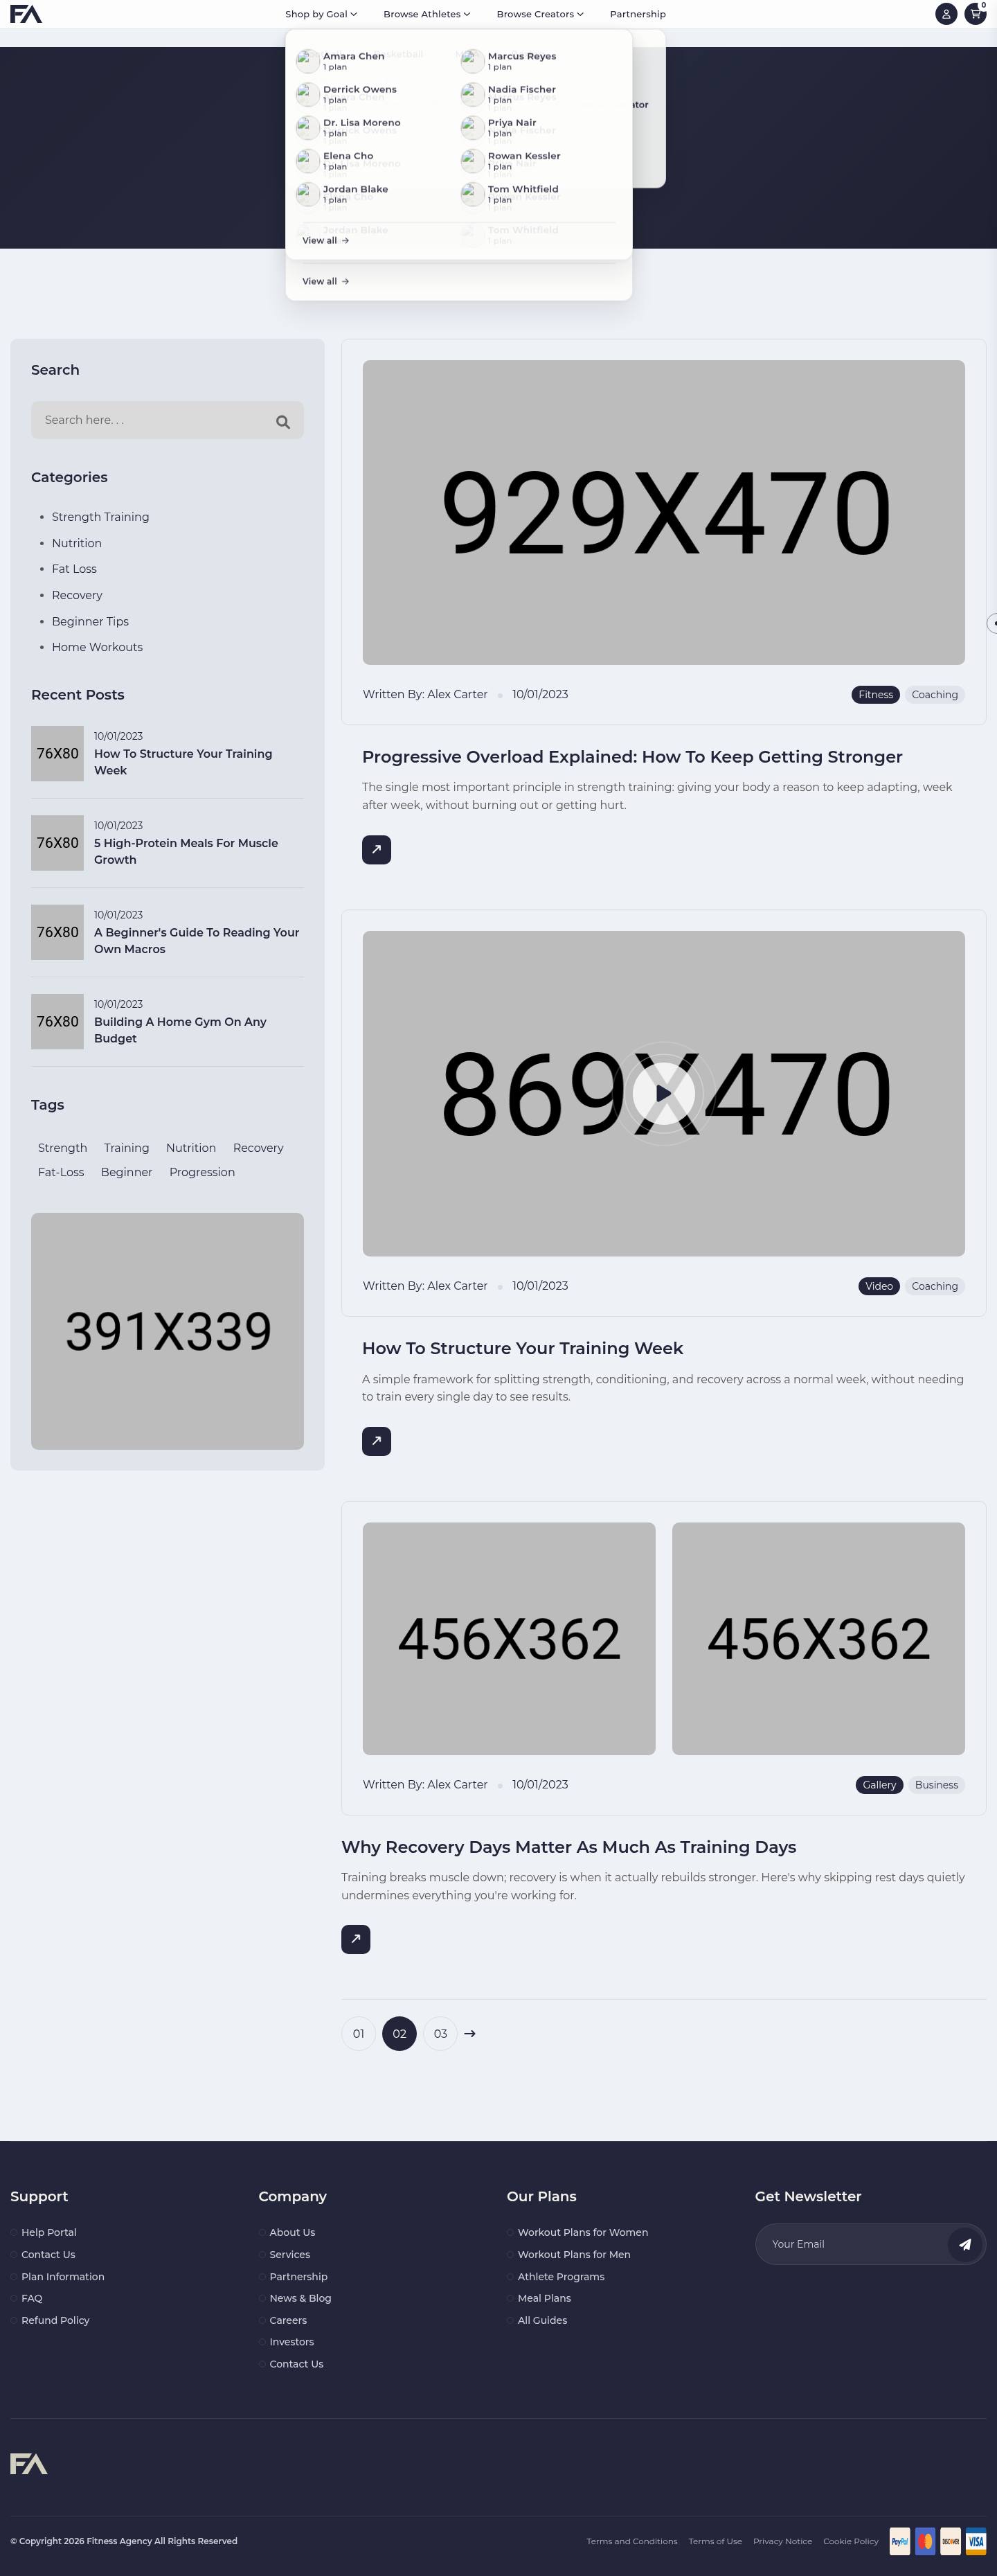 FA
Shop by Goal
Browse Athletes
Browse Creators
Partnership
0
Amara Chen
1 plan
Derrick Owens
1 plan
Dr. Lisa Moreno
1 plan
Elena Cho
1 plan
Jordan Blake
1 plan
Marcus Reyes
1 plan
Nadia Fischer
1 plan
Priya Nair
1 plan
Rowan Kessler
1 plan
Tom Whitfield
1 plan
View all →
View all →
Search
Search here. . .
Categories
Strength Training
Nutrition
Fat Loss
Recovery
Beginner Tips
Home Workouts
Recent Posts
76X80
10/01/2023
How To Structure Your Training
Week
76X80
10/01/2023
5 High-Protein Meals For Muscle
Growth
76X80
10/01/2023
A Beginner's Guide To Reading Your
Own Macros
76X80
10/01/2023
Building A Home Gym On Any
Budget
Tags
Strength Training Nutrition Recovery
Fat-Loss Beginner Progression
391X339
929X470
Written By: Alex Carter
10/01/2023
Fitness
Coaching
Progressive Overload Explained: How To Keep Getting Stronger
The single most important principle in strength training: giving your body a reason to keep adapting, week
after week, without burning out or getting hurt.
869X470
Written By: Alex Carter
10/01/2023
Video
Coaching
How To Structure Your Training Week
A simple framework for splitting strength, conditioning, and recovery across a normal week, without needing
to train every single day to see results.
456X362
456X362
Written By: Alex Carter
10/01/2023
Gallery
Business
Why Recovery Days Matter As Much As Training Days
Training breaks muscle down; recovery is when it actually rebuilds stronger. Here's why skipping rest days quietly
undermines everything you're working for.
01
02
03
Support
Help Portal
Contact Us
Plan Information
FAQ
Refund Policy
Company
About Us
Services
Partnership
News & Blog
Careers
Investors
Contact Us
Our Plans
Workout Plans for Women
Workout Plans for Men
Athlete Programs
Meal Plans
All Guides
Get Newsletter
Your Email
FA
© Copyright 2026 Fitness Agency All Rights Reserved
Terms and Conditions
Terms of Use
Privacy Notice
Cookie Policy
PayPal
DISCOVER
VISA